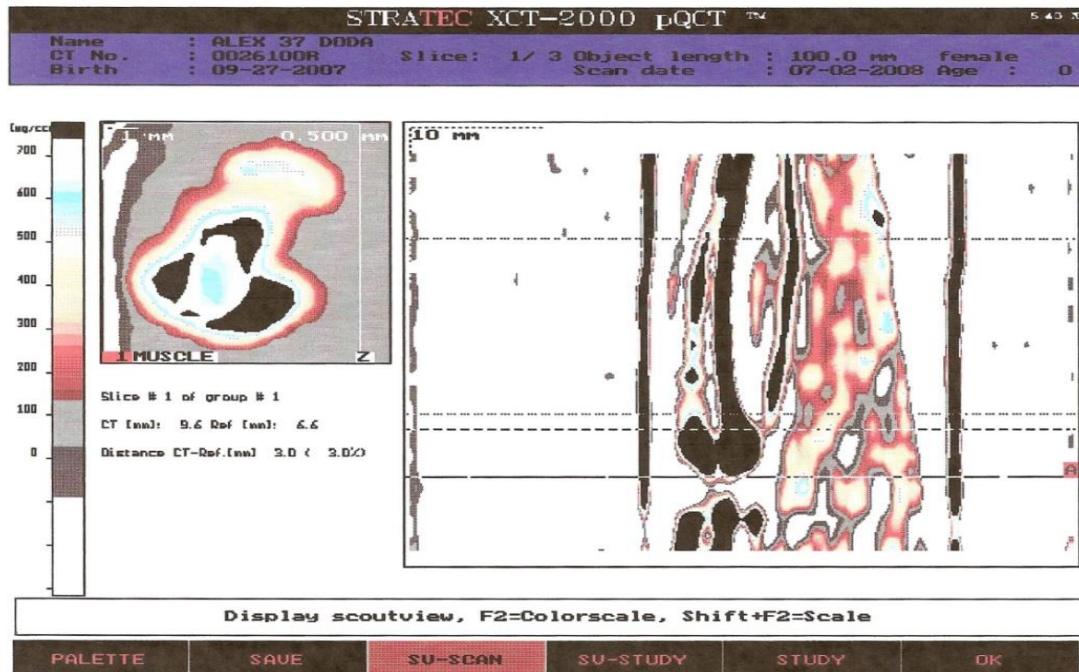 STRATEC XCT-2000 pQCT ™
Name : ALEX 37 DODA
CT No. : 0026100R Slice: 1/ 3 Object length : 100.0 mm female
Birth : 09-27-2007 Scan date : 07-02-2008 Age : 0
700
600
500
400
300
200
100
0
1 mm 0.500 mm
1 MUSCLE Z
Slice # 1 of group # 1
CT [mm]: 9.6 Ref [mm]: 6.6
Distance CT-Ref.[mm] 3.0 ( 3.0%)
10 mm
A
Display scoutview, F2=Colorscale, Shift+F2=Scale
PALETTE SAVE SV-SCAN SV-STUDY STUDY OK